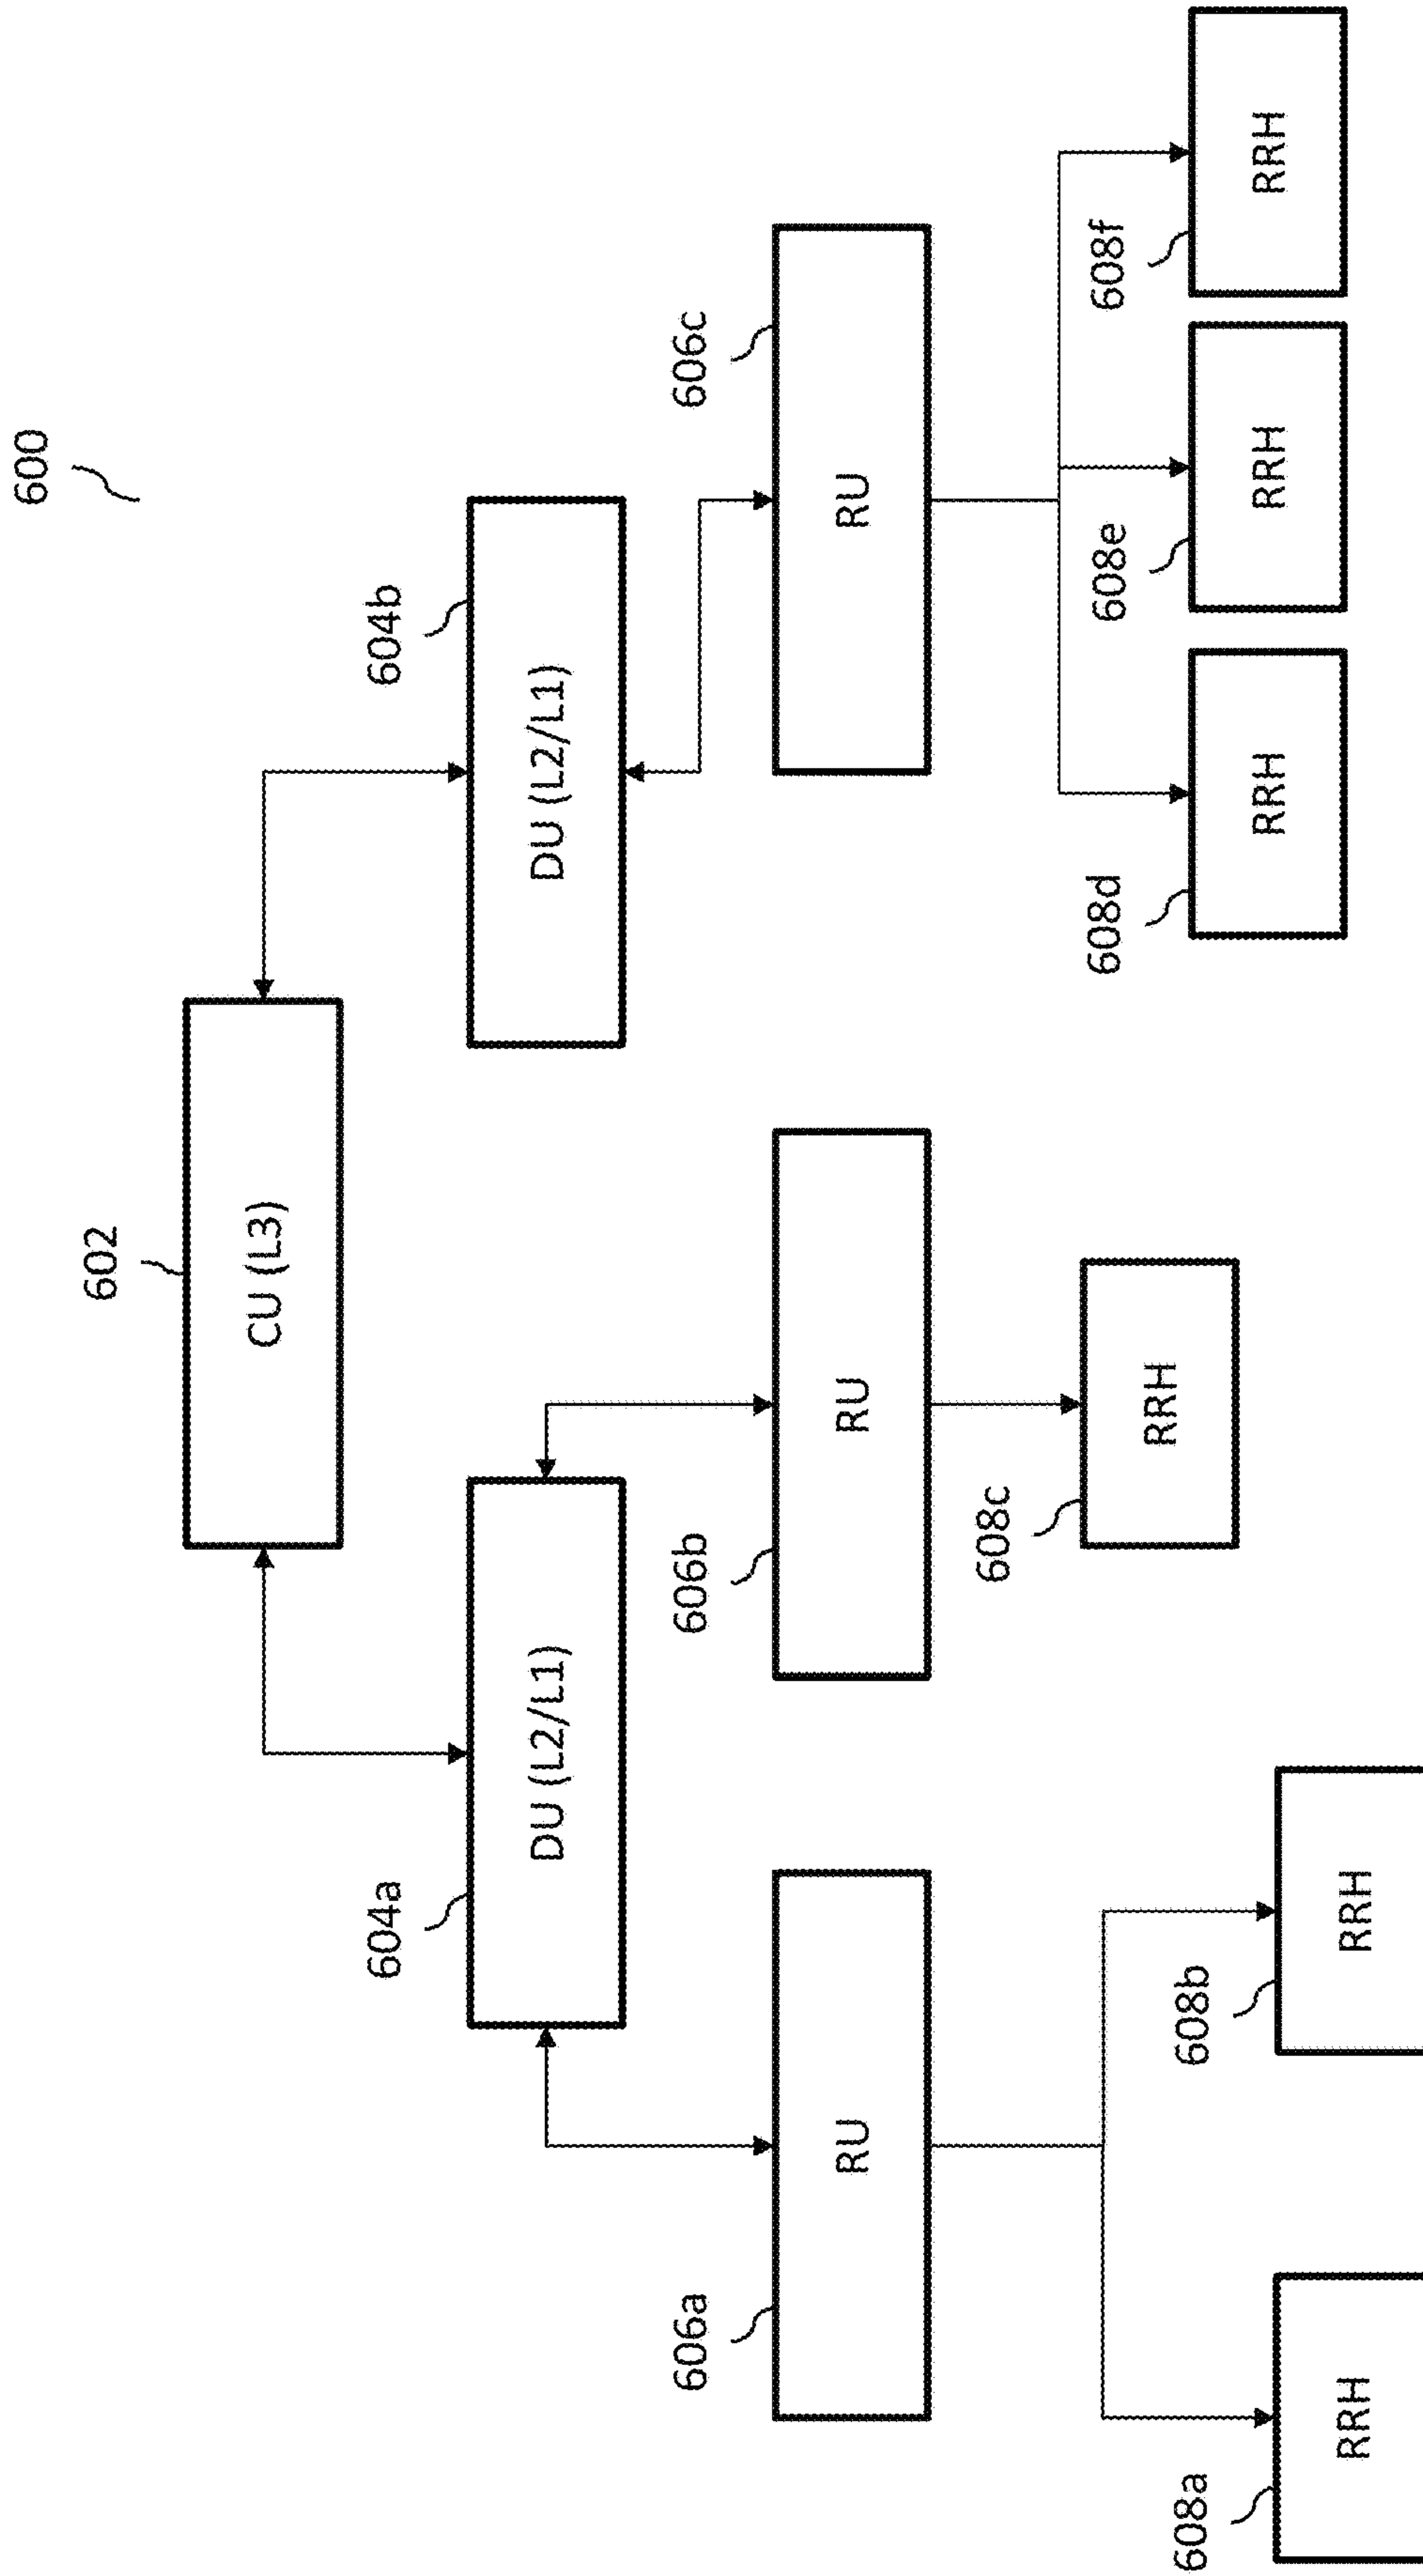 600
602
CU (L3)
604a
DU (L2/L1)
604b
DU (L2/L1)
606a
RU
606b
RU
606c
RU
608a
RRH
608b
RRH
608c
RRH
608d
RRH
608e
RRH
608f
RRH